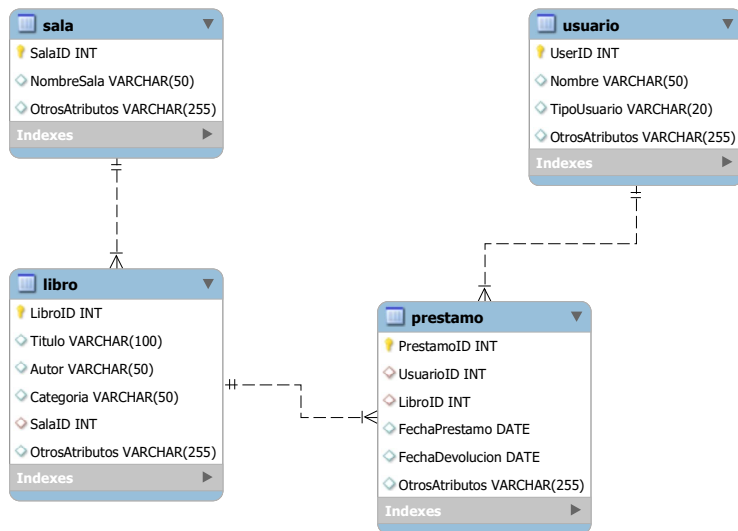 sala
SalaID INT
NombreSala VARCHAR(50)
OtrosAtributos VARCHAR(255)
Indexes
usuario
UserID INT
Nombre VARCHAR(50)
TipoUsuario VARCHAR(20)
OtrosAtributos VARCHAR(255)
Indexes
libro
LibroID INT
Titulo VARCHAR(100)
Autor VARCHAR(50)
Categoria VARCHAR(50)
SalaID INT
OtrosAtributos VARCHAR(255)
Indexes
prestamo
PrestamoID INT
UsuarioID INT
LibroID INT
FechaPrestamo DATE
FechaDevolucion DATE
OtrosAtributos VARCHAR(255)
Indexes